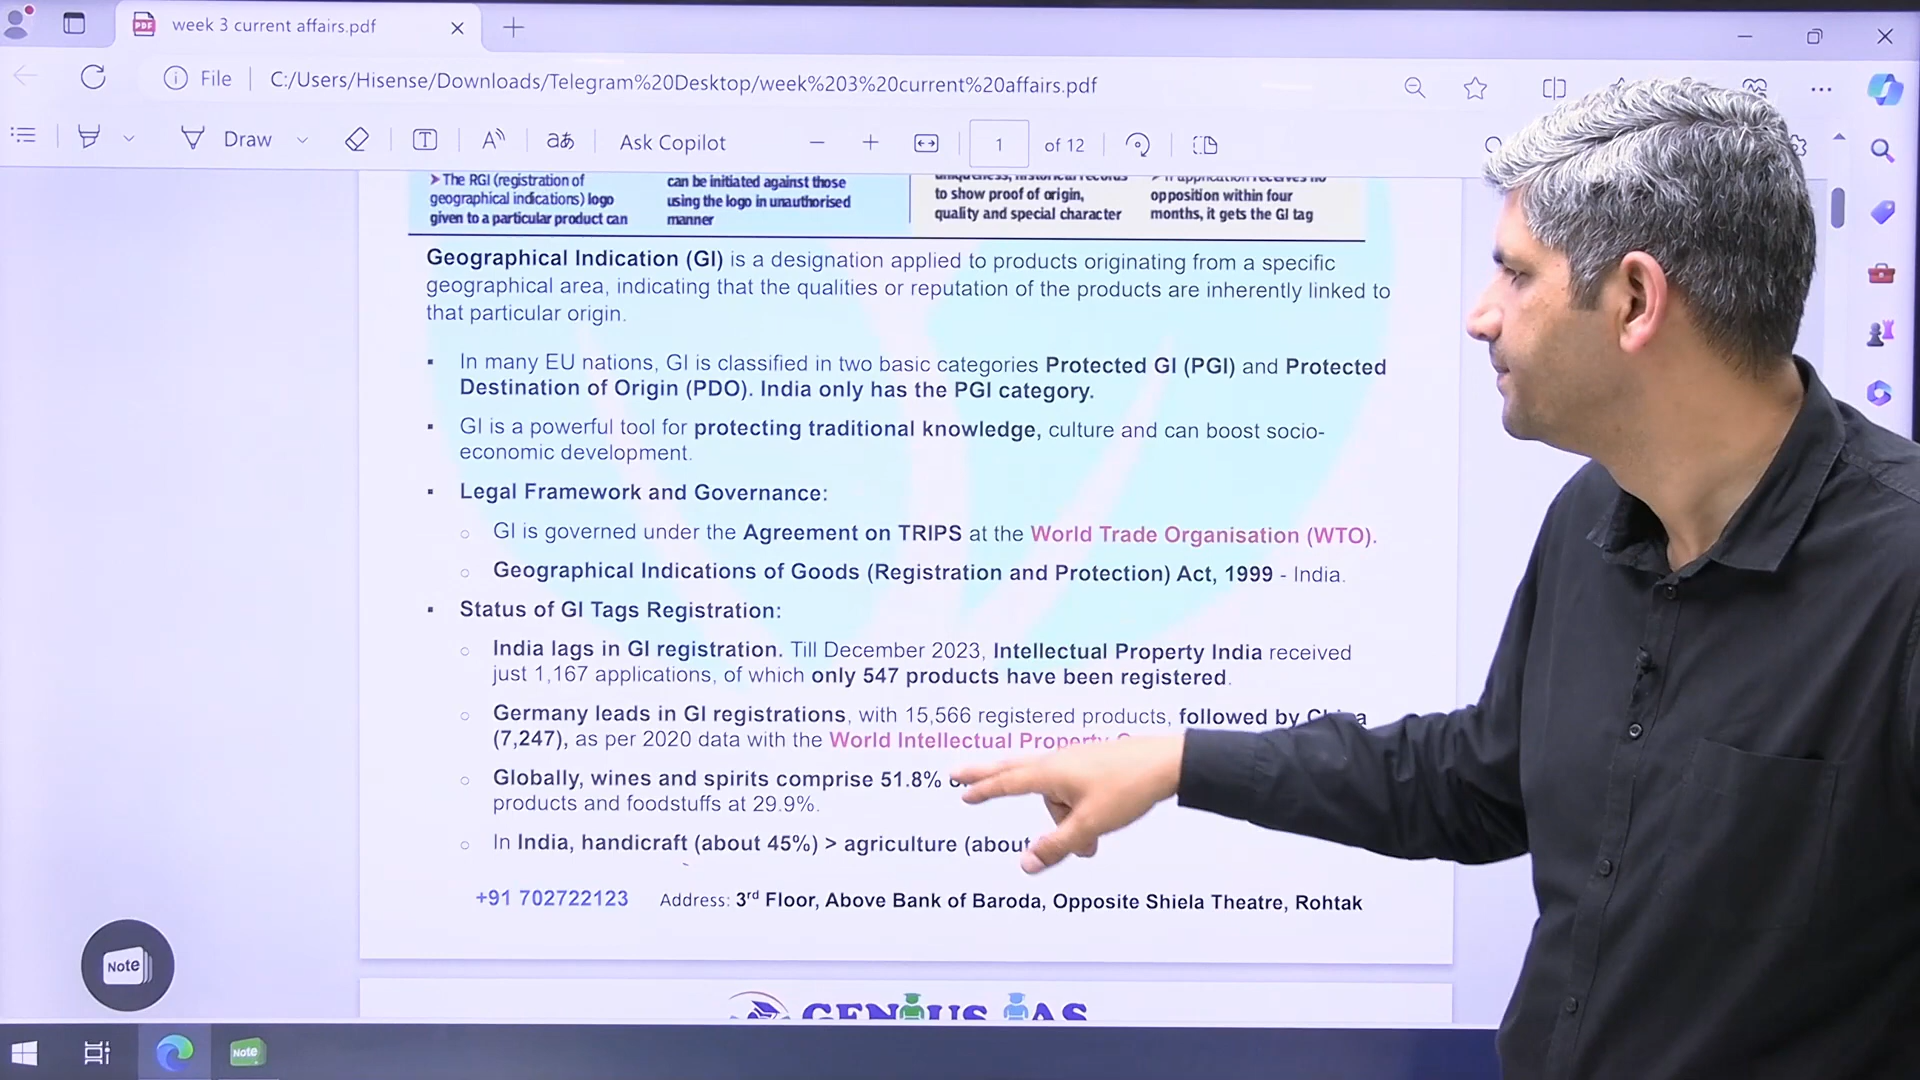 week 3 current affairs.pdf
File
C:/Users/Hisense/Downloads/Telegram%20Desktop/week%203%20current%20affairs.pdf
Draw
Ask Copilot
1 of 12
➤ The RGI (registration of
geographical indications) logo
given to a particular product can
can be initiated against those
using the logo in unauthorised
manner
uniqueness, historical records
to show proof of origin,
quality and special character
➤ If application receives no
opposition within four
months, it gets the GI tag
Geographical Indication (GI) is a designation applied to products originating from a specific
geographical area, indicating that the qualities or reputation of the products are inherently linked to
that particular origin.
▪ In many EU nations, GI is classified in two basic categories Protected GI (PGI) and Protected
Destination of Origin (PDO). India only has the PGI category.
▪ GI is a powerful tool for protecting traditional knowledge, culture and can boost socio-
economic development.
▪ Legal Framework and Governance:
○ GI is governed under the Agreement on TRIPS at the World Trade Organisation (WTO).
○ Geographical Indications of Goods (Registration and Protection) Act, 1999 - India.
▪ Status of GI Tags Registration:
○ India lags in GI registration. Till December 2023, Intellectual Property India received
just 1,167 applications, of which only 547 products have been registered.
○ Germany leads in GI registrations, with 15,566 registered products, followed by China
(7,247), as per 2020 data with the World Intellectual Property
○ Globally, wines and spirits comprise 51.8%
products and foodstuffs at 29.9%.
○ In India, handicraft (about 45%) > agriculture (about
+91 702722123 Address: 3rd Floor, Above Bank of Baroda, Opposite Shiela Theatre, Rohtak
Note
GENIUS IAS
Note